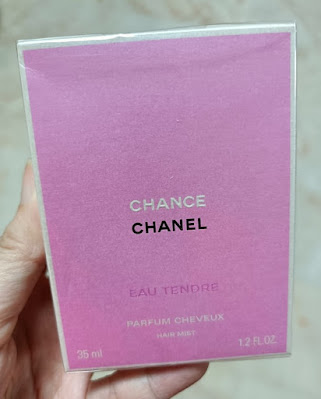 CHANCE
CHANEL
EAU TENDRE
PARFUM CHEVEUX
HAIR MIST
35 ml 1.2 FL.OZ.